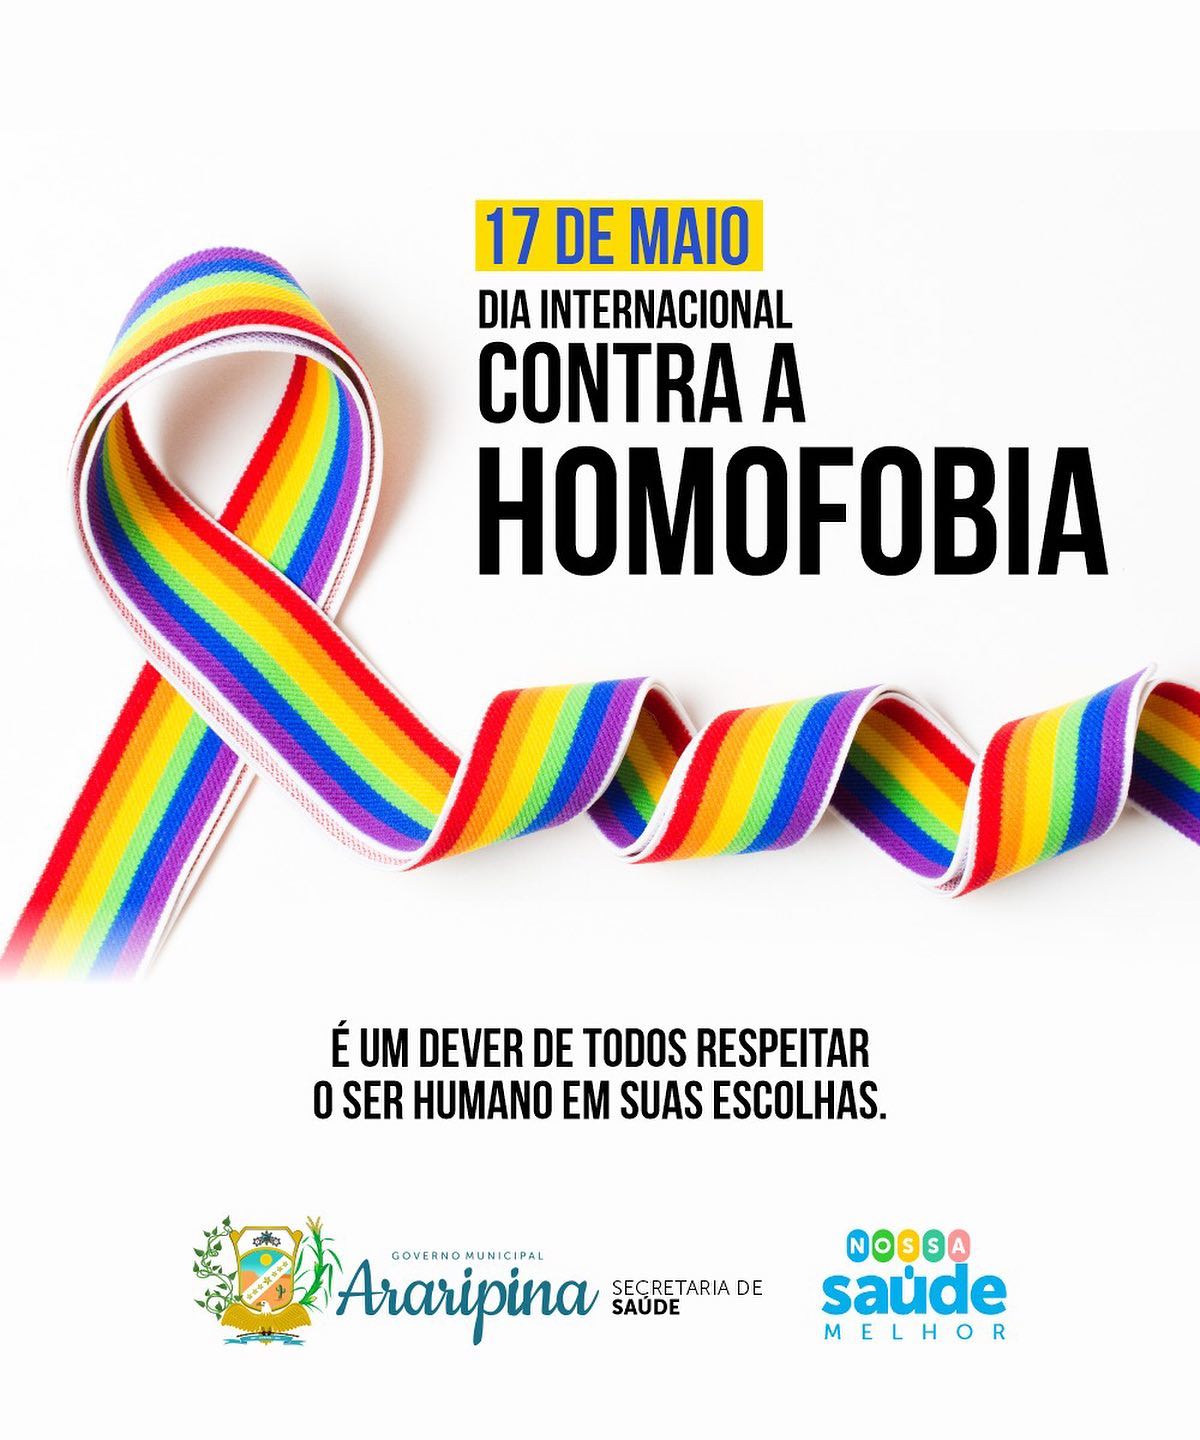 17 DE MAIO
DIA INTERNACIONAL
CONTRA A
HOMOFOBIA
É UM DEVER DE TODOS RESPEITAR
O SER HUMANO EM SUAS ESCOLHAS.
GOVERNO MUNICIPAL
Araripina
SECRETARIA DE
SAÚDE
NOSSA
saúde
MELHOR